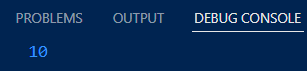 PROBLEMS OUTPUT DEBUG CONSOLE
10